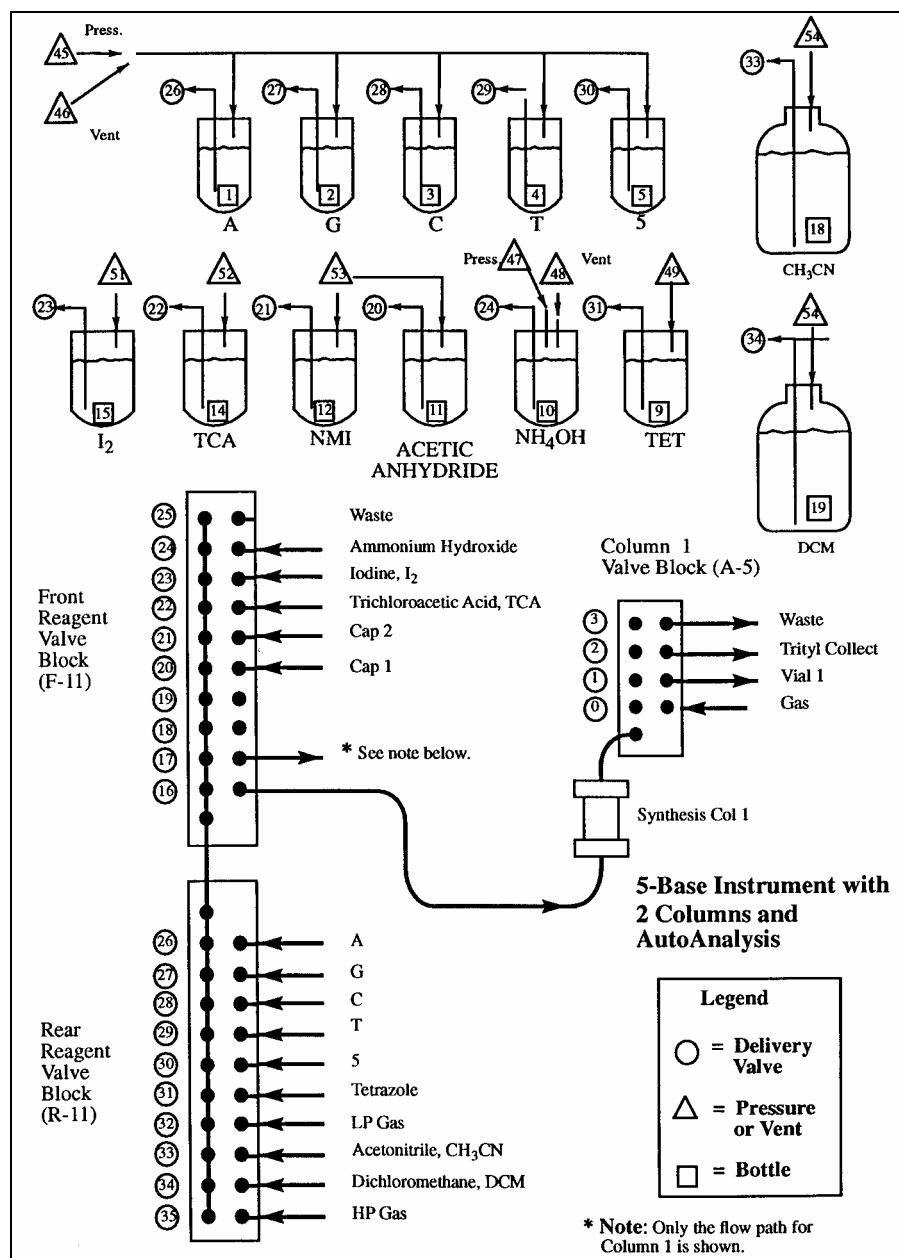 Press.
45
46
Vent
26
27
28
29
30
1
2
3
4
5
A
G
C
T
5
54
33
18
CH₃CN
51
52
53
Press.
47
48
Vent
49
23
22
21
20
24
31
15
14
12
11
10
9
I₂
TCA
NMI
ACETIC
ANHYDRIDE
NH₄OH
TET
54
34
19
DCM
Front
Reagent
Valve
Block
(F-11)
25 Waste
24 Ammonium Hydroxide
23 Iodine, I₂
22 Trichloroacetic Acid, TCA
21 Cap 2
20 Cap 1
19
18
17 * See note below.
16
Column 1
Valve Block (A-5)
3 Waste
2 Trityl Collect
1 Vial 1
0 Gas
Synthesis Col 1
5-Base Instrument with
2 Columns and
AutoAnalysis
Rear
Reagent
Valve
Block
(R-11)
26 A
27 G
28 C
29 T
30 5
31 Tetrazole
32 LP Gas
33 Acetonitrile, CH₃CN
34 Dichloromethane, DCM
35 HP Gas
Legend
= Delivery
Valve
= Pressure
or Vent
= Bottle
* Note: Only the flow path for
Column 1 is shown.